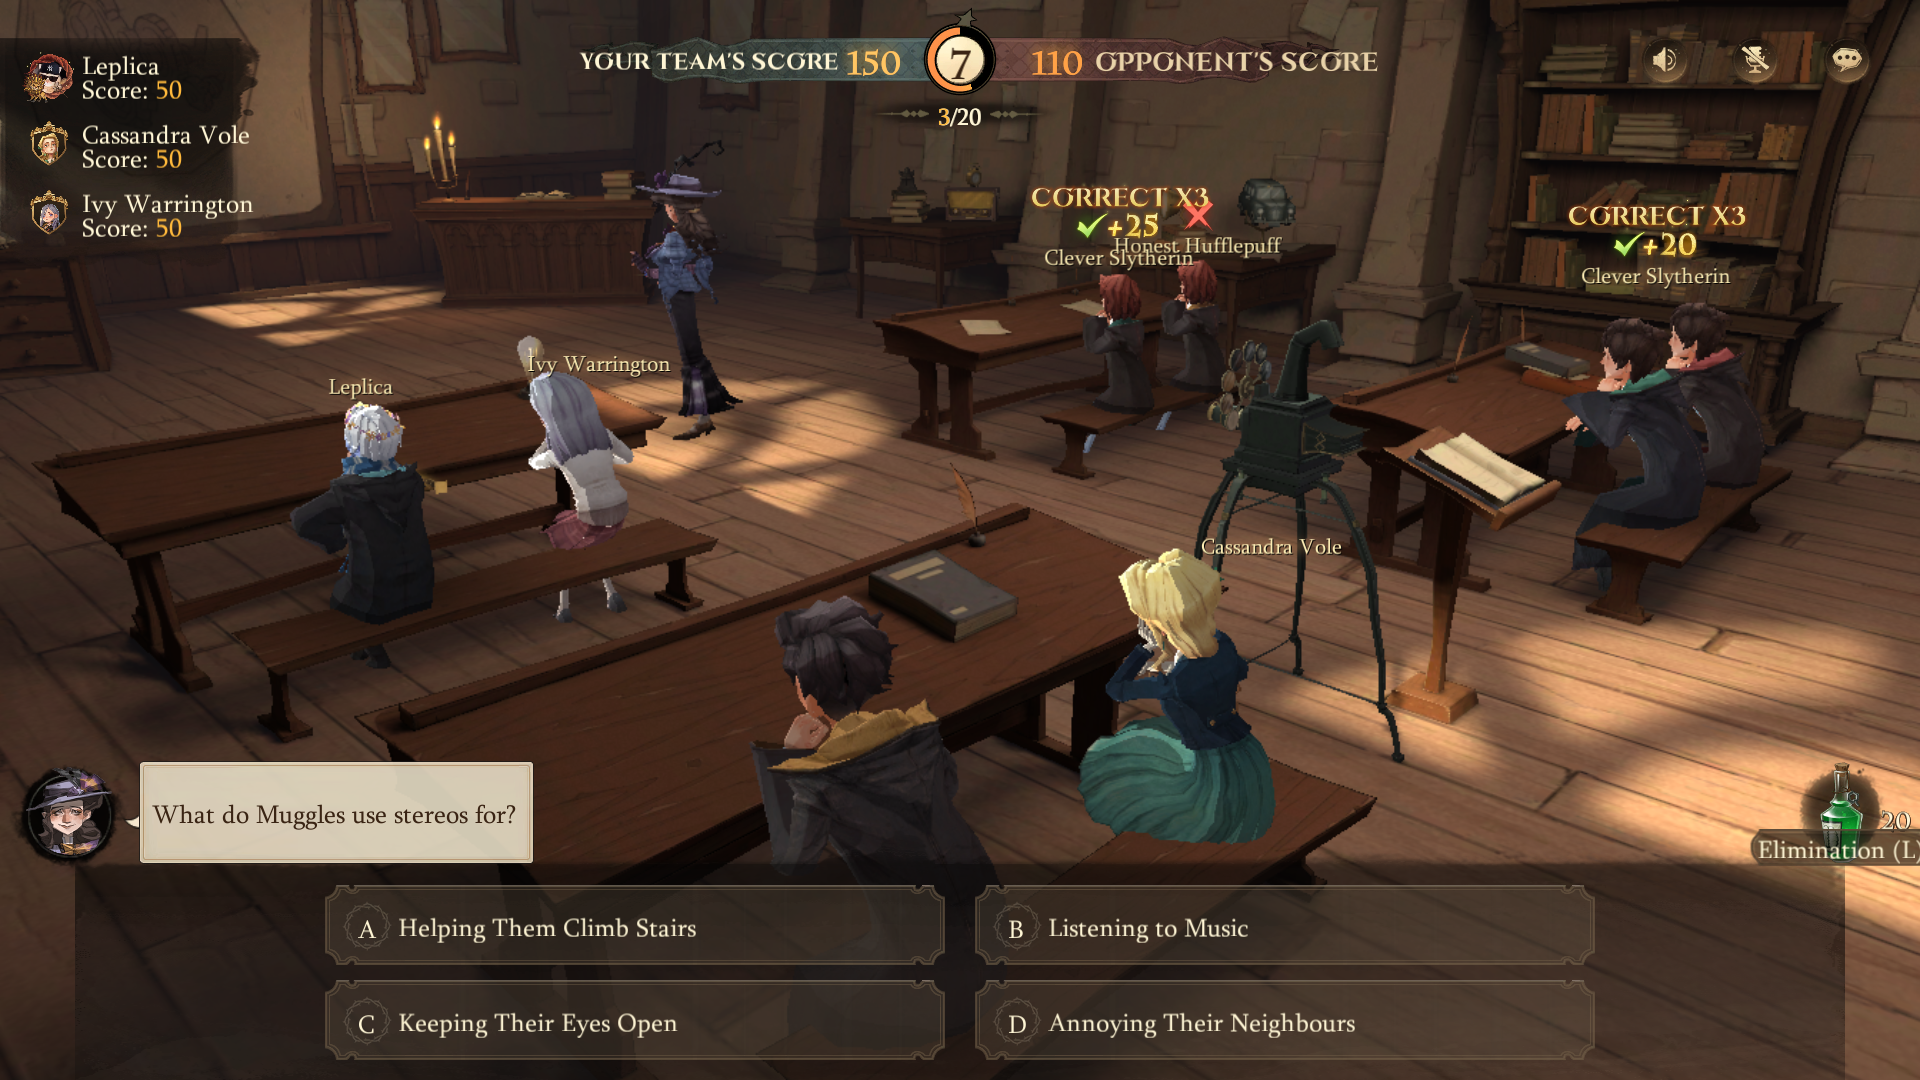 Leplica
Score: 50
Cassandra Vole
Score: 50
Ivy Warrington
Score: 50
YOUR TEAM'S SCORE 150
7
110 OPPONENT'S SCORE
3/20
CORRECT X3
+25
Honest Hufflepuff
Clever Slytherin
CORRECT X3
+20
Clever Slytherin
Ivy Warrington
Leplica
Cassandra Vole
What do Muggles use stereos for?
20
Elimination (L)
A Helping Them Climb Stairs
B Listening to Music
C Keeping Their Eyes Open
D Annoying Their Neighbours